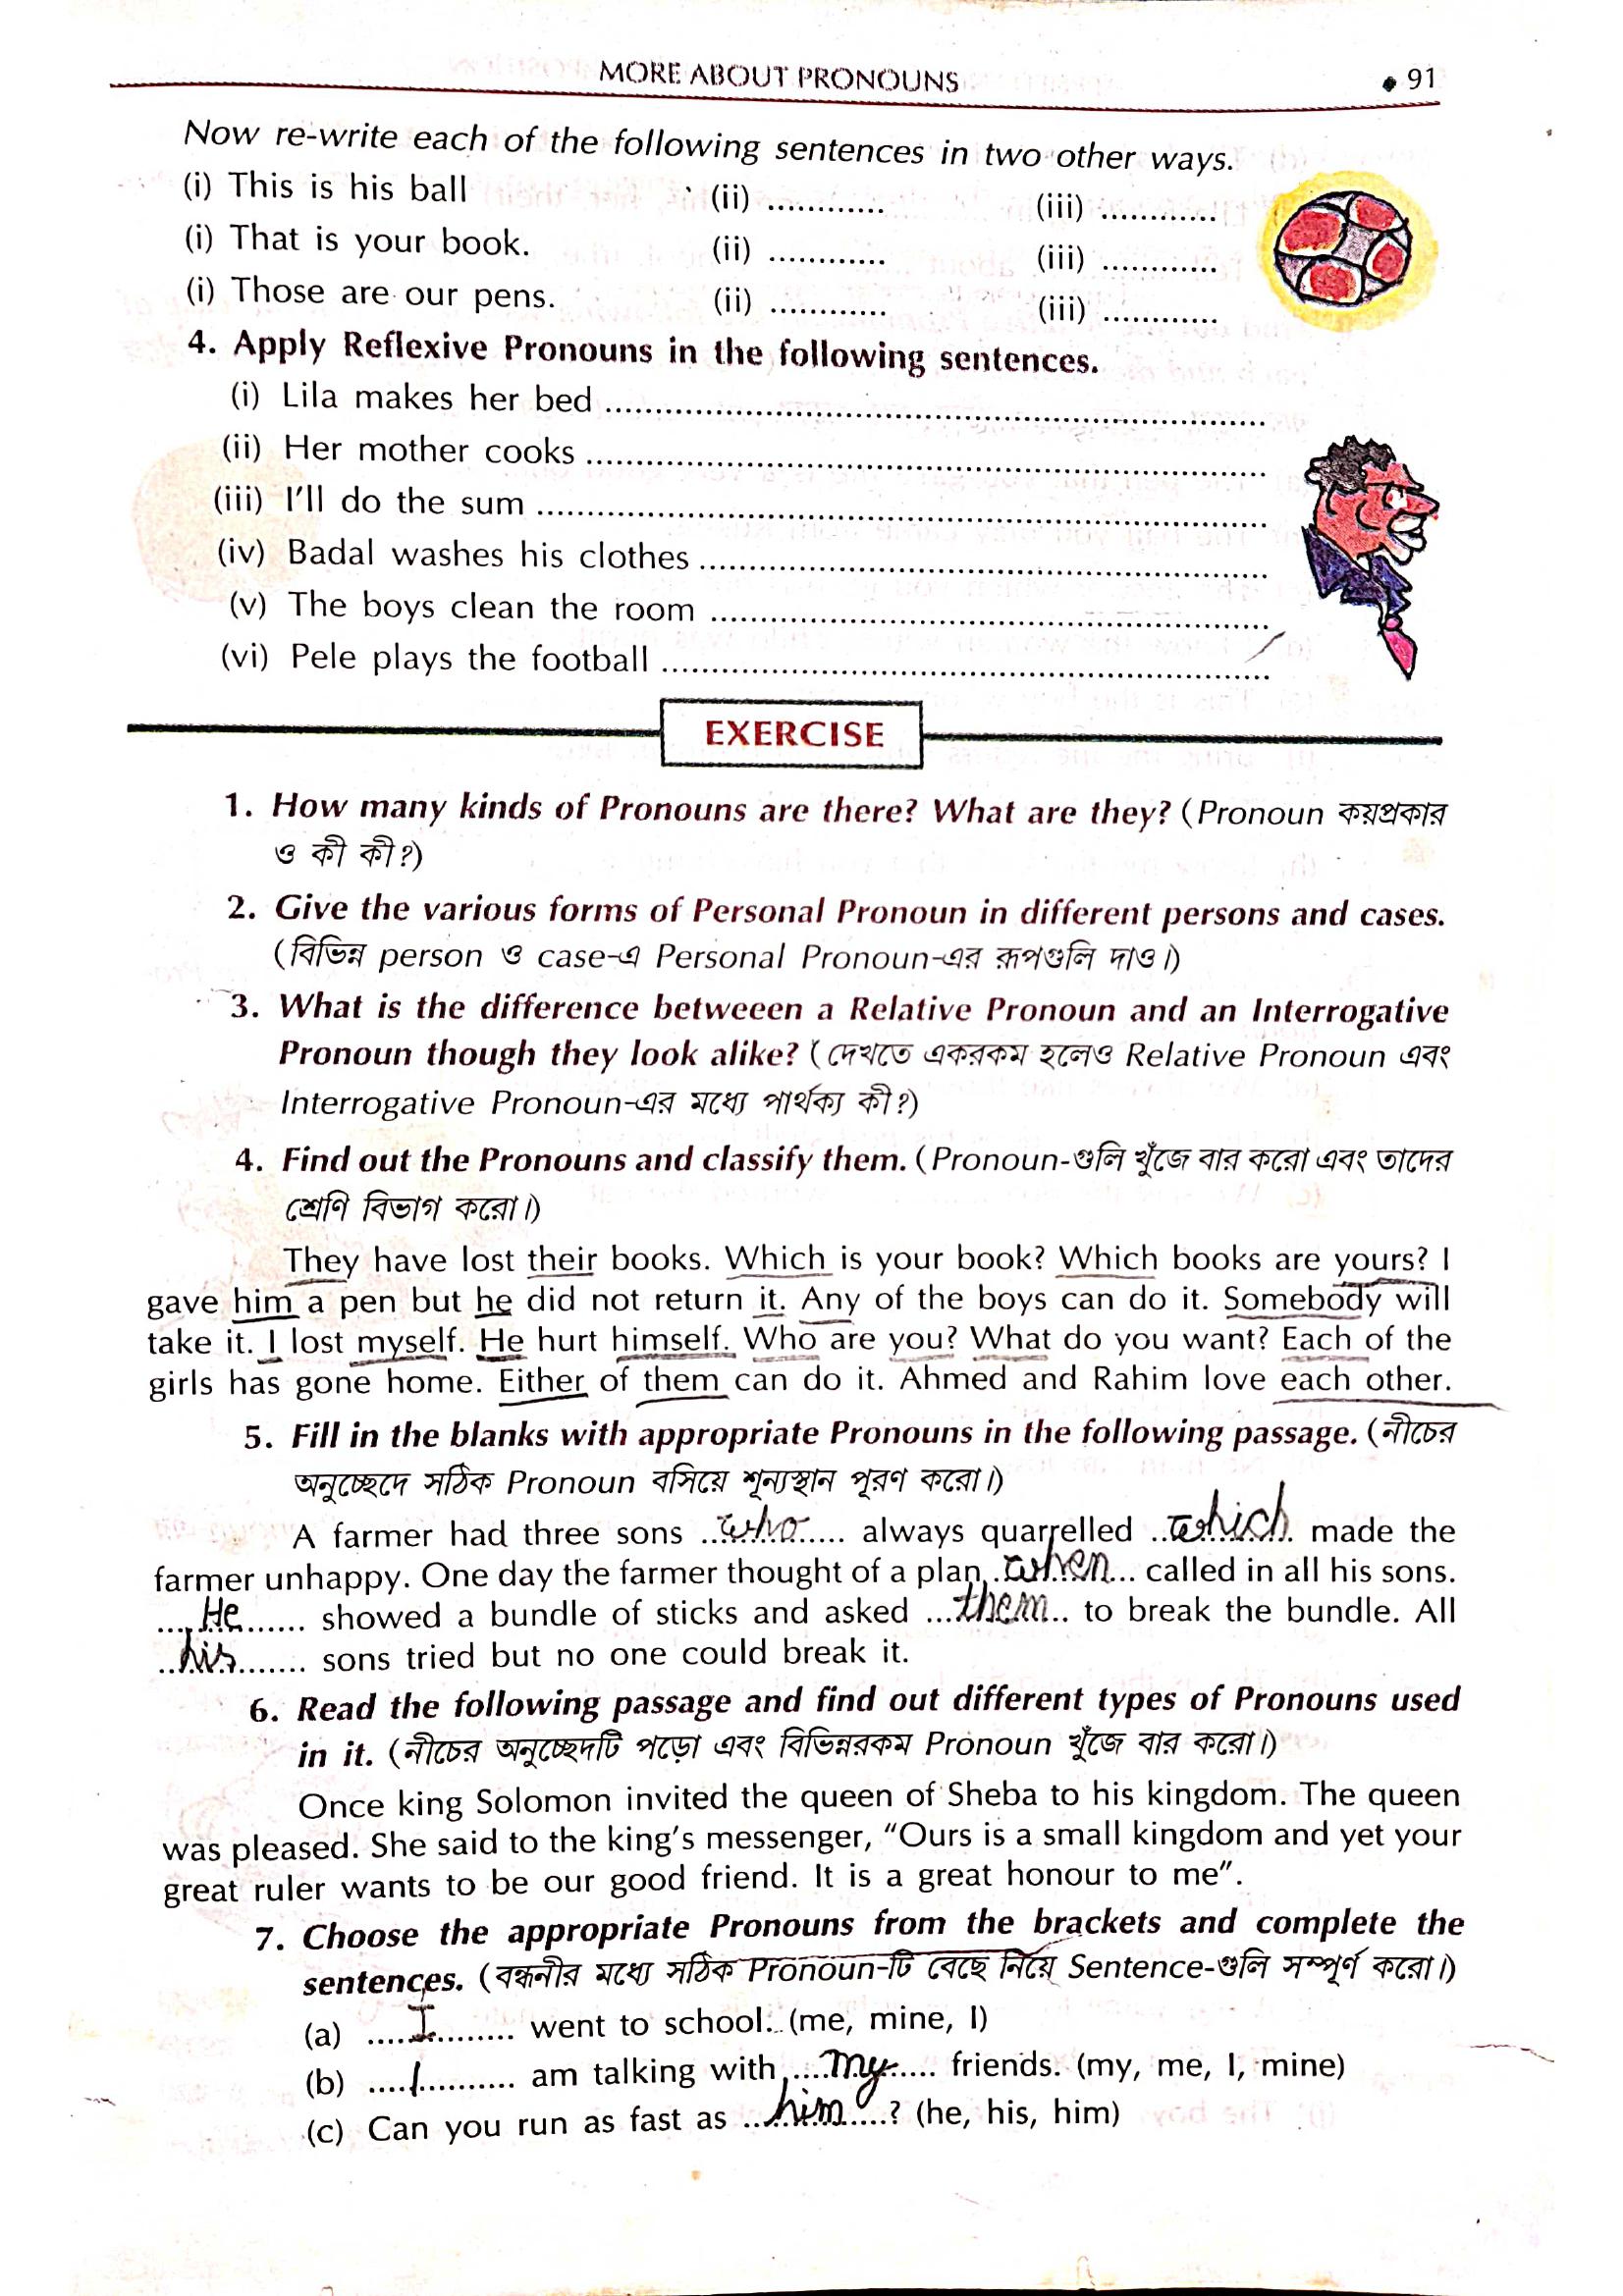 MORE ABOUT PRONOUNS ◆ 91
Now re-write each of the following sentences in two other ways.
(i) This is his ball (ii) ............ (iii) ............
(i) That is your book. (ii) ............ (iii) ............
(i) Those are our pens. (ii) ............ (iii) ............
4. Apply Reflexive Pronouns in the following sentences.
(i) Lila makes her bed ............
(ii) Her mother cooks ............
(iii) I'll do the sum ............
(iv) Badal washes his clothes ............
(v) The boys clean the room ............
(vi) Pele plays the football ............
EXERCISE
1. How many kinds of Pronouns are there? What are they? (Pronoun কয়প্রকার
ও কী কী?)
2. Give the various forms of Personal Pronoun in different persons and cases.
(বিভিন্ন person ও case-এ Personal Pronoun-এর রূপগুলি দাও।)
3. What is the difference betweeen a Relative Pronoun and an Interrogative
Pronoun though they look alike? (দেখতে একরকম হলেও Relative Pronoun এবং
Interrogative Pronoun-এর মধ্যে পার্থক্য কী?)
4. Find out the Pronouns and classify them. (Pronoun-গুলি খুঁজে বার করো এবং তাদের
শ্রেণি বিভাগ করো।)
They have lost their books. Which is your book? Which books are yours? I
gave him a pen but he did not return it. Any of the boys can do it. Somebody will
take it. I lost myself. He hurt himself. Who are you? What do you want? Each of the
girls has gone home. Either of them can do it. Ahmed and Rahim love each other.
5. Fill in the blanks with appropriate Pronouns in the following passage. (নীচের
অনুচ্ছেদে সঠিক Pronoun বসিয়ে শূন্যস্থান পূরণ করো।)
A farmer had three sons ...who... always quarrelled ...which... made the
farmer unhappy. One day the farmer thought of a plan, ...when... called in all his sons.
...He... showed a bundle of sticks and asked ...them... to break the bundle. All
...his... sons tried but no one could break it.
6. Read the following passage and find out different types of Pronouns used
in it. (নীচের অনুচ্ছেদটি পড়ো এবং বিভিন্নরকম Pronoun খুঁজে বার করো।)
Once king Solomon invited the queen of Sheba to his kingdom. The queen
was pleased. She said to the king's messenger, "Ours is a small kingdom and yet your
great ruler wants to be our good friend. It is a great honour to me".
7. Choose the appropriate Pronouns from the brackets and complete the
sentences. (বন্ধনীর মধ্যে সঠিক Pronoun-টি বেছে নিয়ে Sentence-গুলি সম্পূর্ণ করো।)
(a) ...I... went to school. (me, mine, I)
(b) ...I... am talking with ...my... friends. (my, me, I, mine)
(c) Can you run as fast as ...him...? (he, his, him)